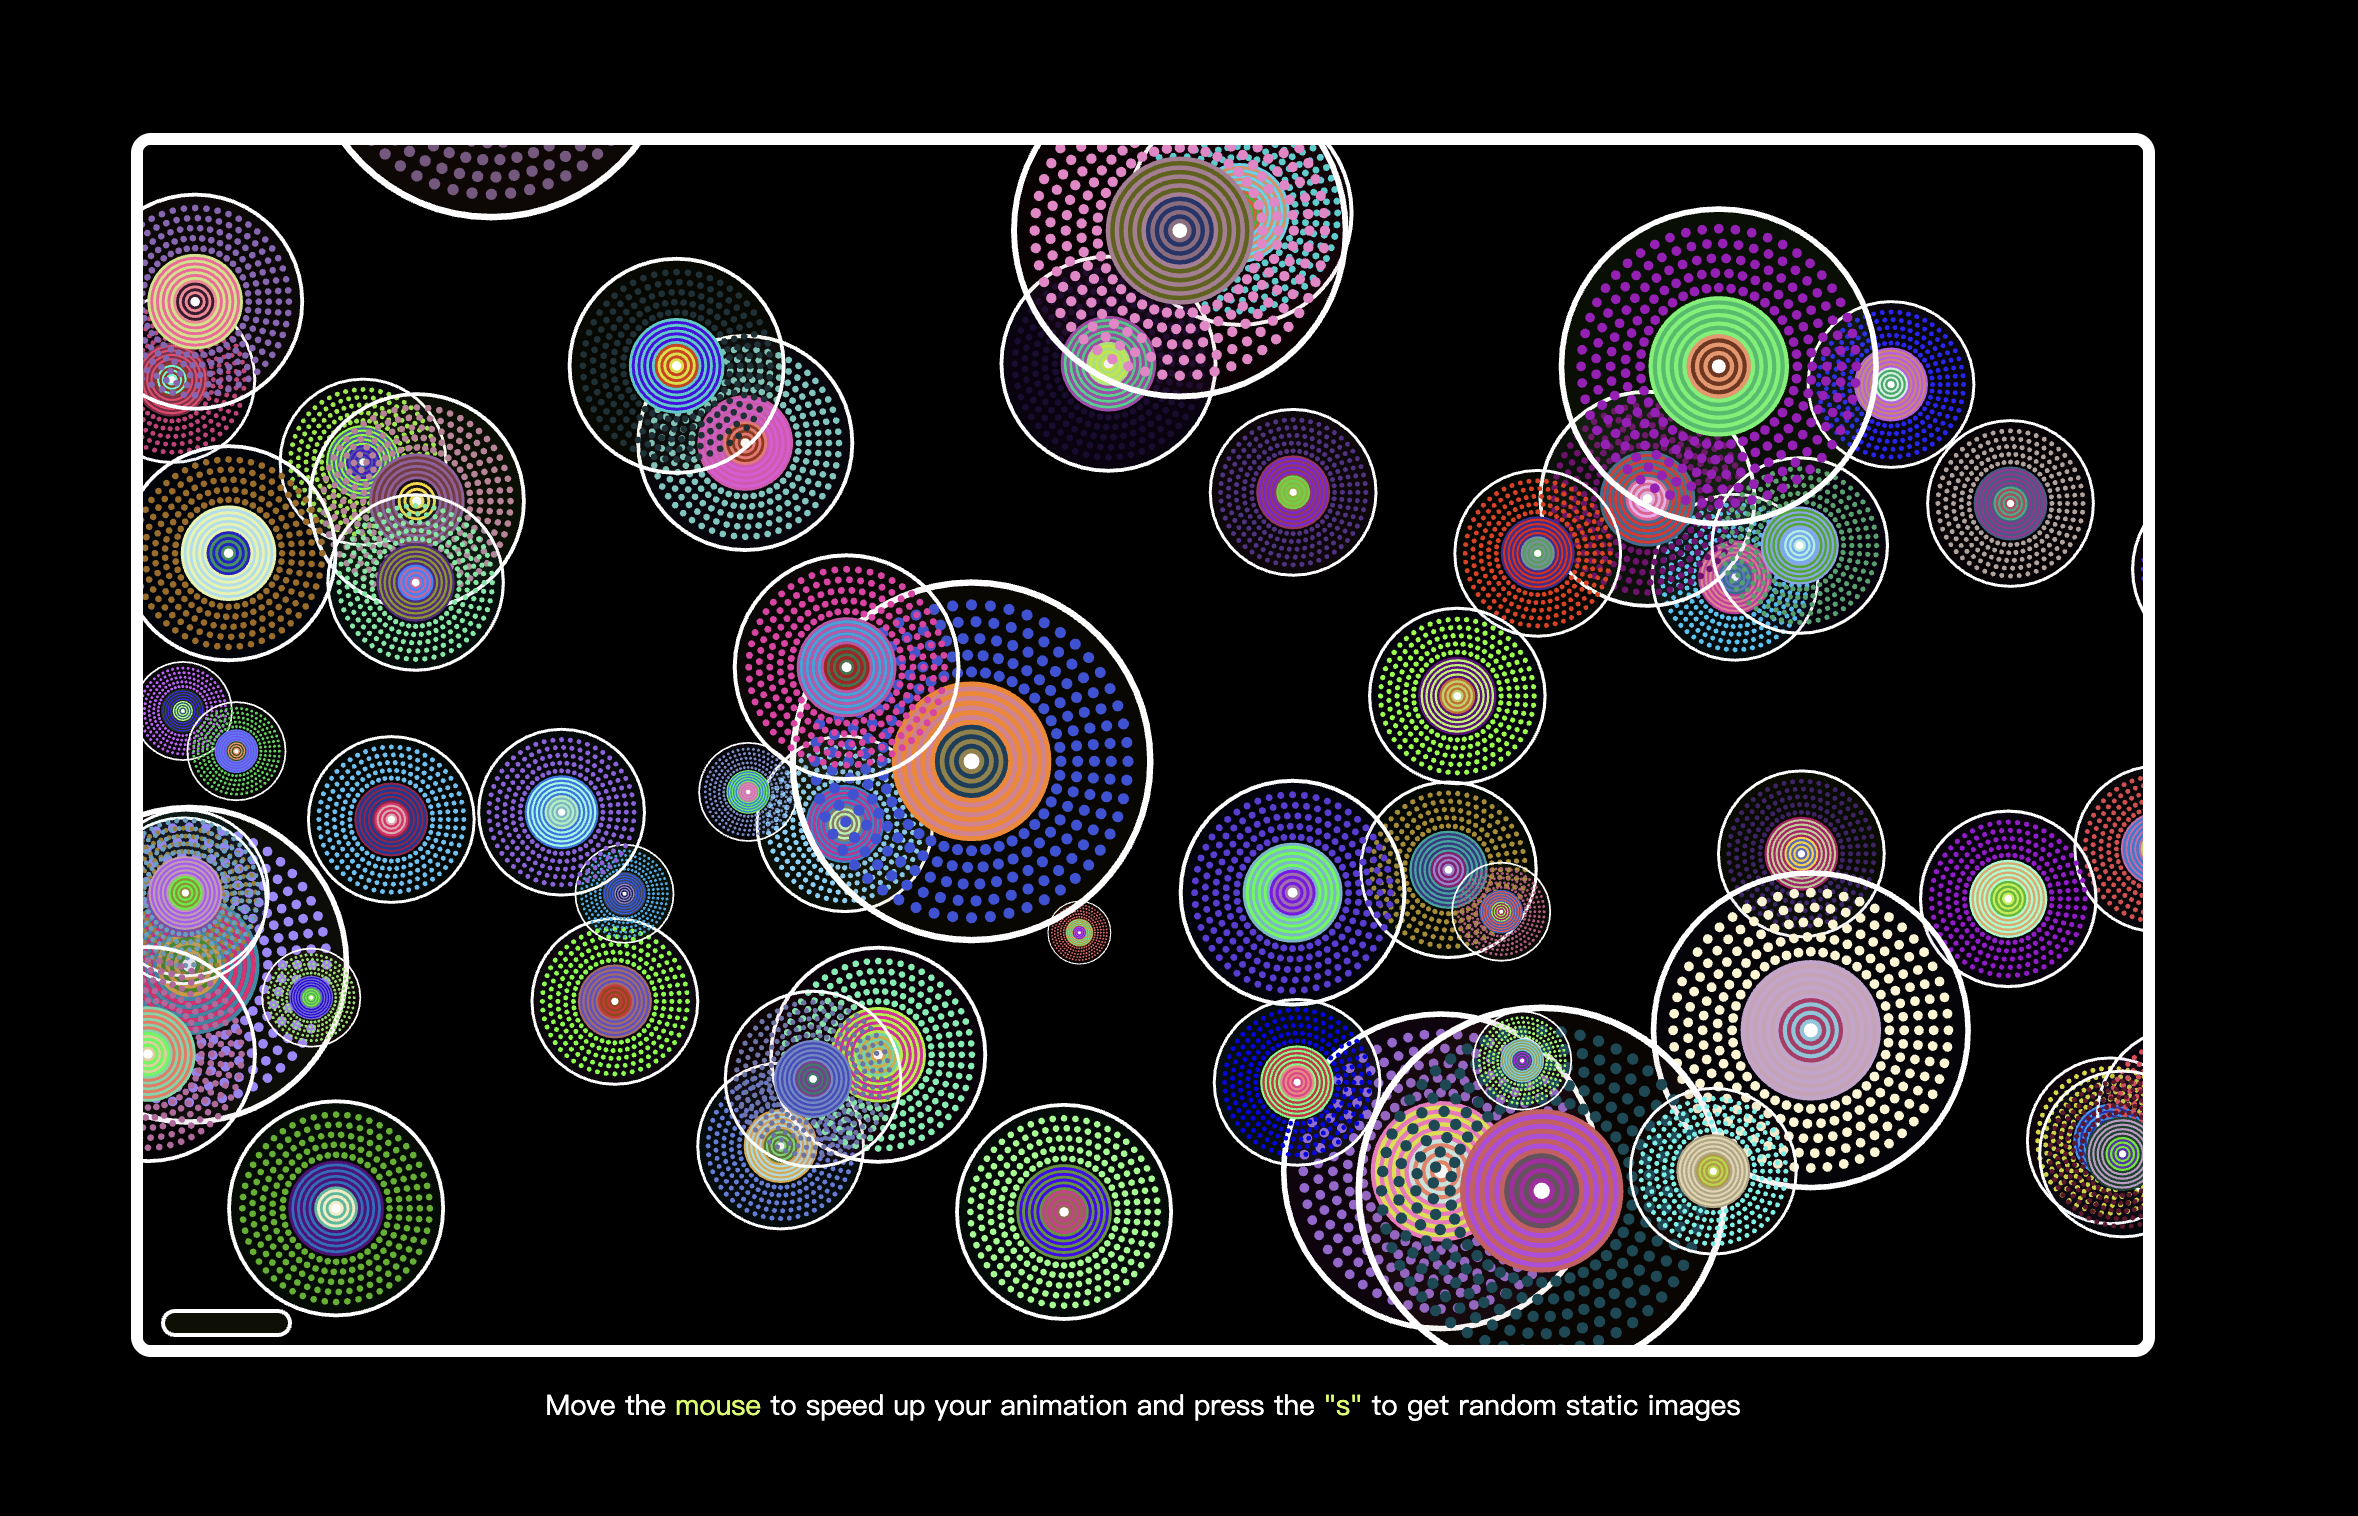 Move the mouse to speed up your animation and press the "s" to get random static images